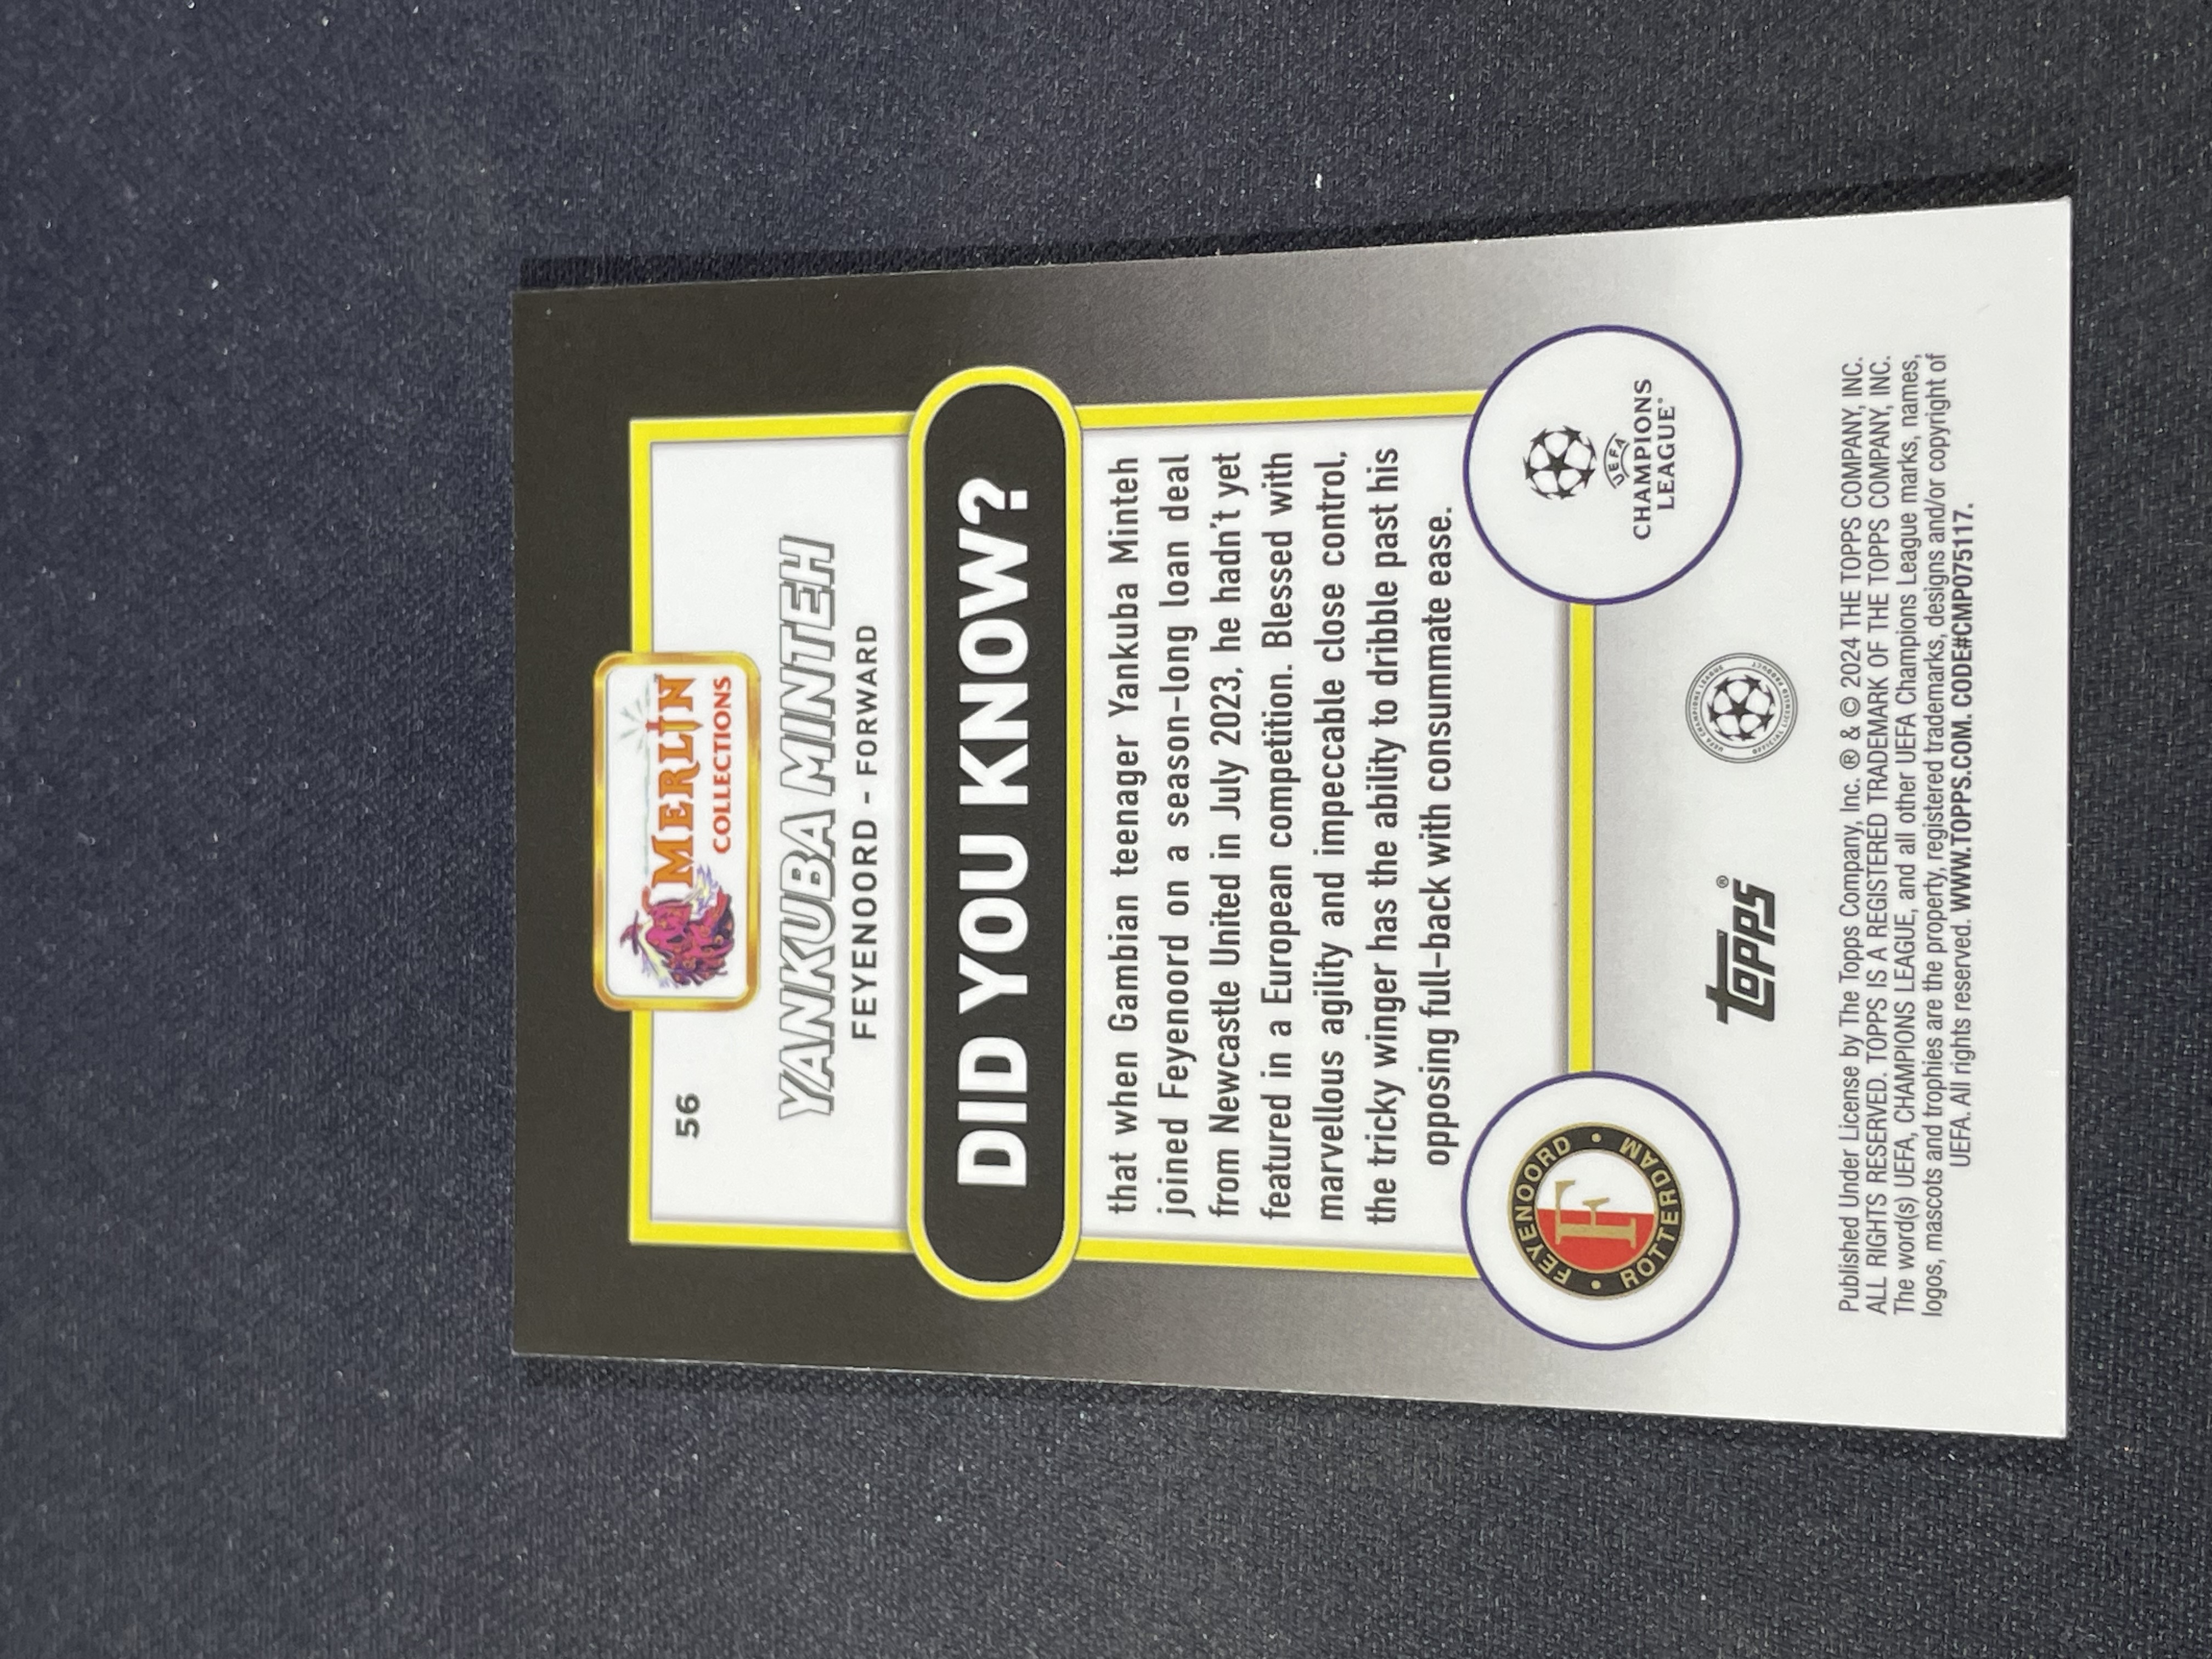 56
MERLIN
COLLECTIONS
YANKUBA MINTEH
FEYENOORD - FORWARD
DID YOU KNOW?
that when Gambian teenager Yankuba Minteh
joined Feyenoord on a season-long loan deal
from Newcastle United in July 2023, he hadn't yet
featured in a European competition. Blessed with
marvellous agility and impeccable close control,
the tricky winger has the ability to dribble past his
opposing full-back with consummate ease.
FEYENOORD
ROTTERDAM
F
UEFA
CHAMPIONS
LEAGUE®
topps®
UEFA CHAMPIONS LEAGUE
OFFICIAL LICENSED PRODUCT
Published Under License by The Topps Company, Inc. ® & © 2024 THE TOPPS COMPANY, INC.
ALL RIGHTS RESERVED. TOPPS IS A REGISTERED TRADEMARK OF THE TOPPS COMPANY, INC.
The word(s) UEFA, CHAMPIONS LEAGUE, and all other UEFA Champions League marks, names,
logos, mascots and trophies are the property, registered trademarks, designs and/or copyright of
UEFA. All rights reserved. WWW.TOPPS.COM. CODE#CMP075117.